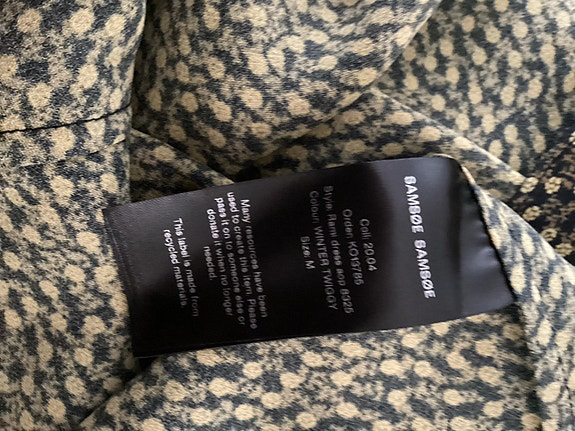 SAMSØE SAMSØE
Coll: 20.04
Order: KO13785
Style: Rami dress aop 8325
Colour: WINTER TWIGGY
Size: M
Many resources have been
used to create this item. Please
pass it on to someone else or
donate it when no longer
needed.
This label is made from
recycled materials.